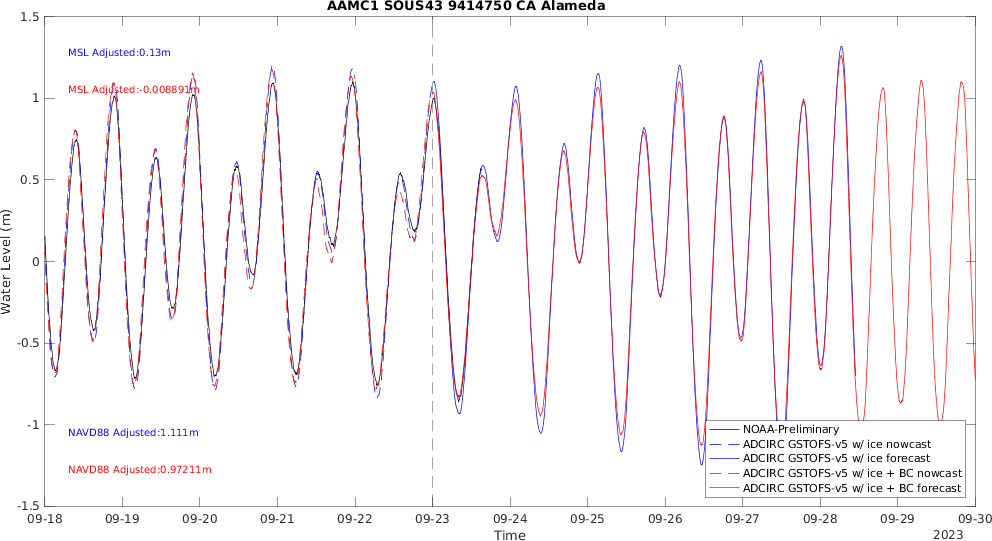 AAMC1 SOUS43 9414750 CA Alameda
1.5
1
0.5
0
-0.5
-1
-1.5
Water Level (m)
MSL Adjusted:0.13m
MSL Adjusted:-0.008891m
NAVD88 Adjusted:1.111m
NAVD88 Adjusted:0.97211m
NOAA-Preliminary
ADCIRC GSTOFS-v5 w/ ice nowcast
ADCIRC GSTOFS-v5 w/ ice forecast
ADCIRC GSTOFS-v5 w/ ice + BC nowcast
ADCIRC GSTOFS-v5 w/ ice + BC forecast
09-18 09-19 09-20 09-21 09-22 09-23 09-24 09-25 09-26 09-27 09-28 09-29 09-30
Time
2023